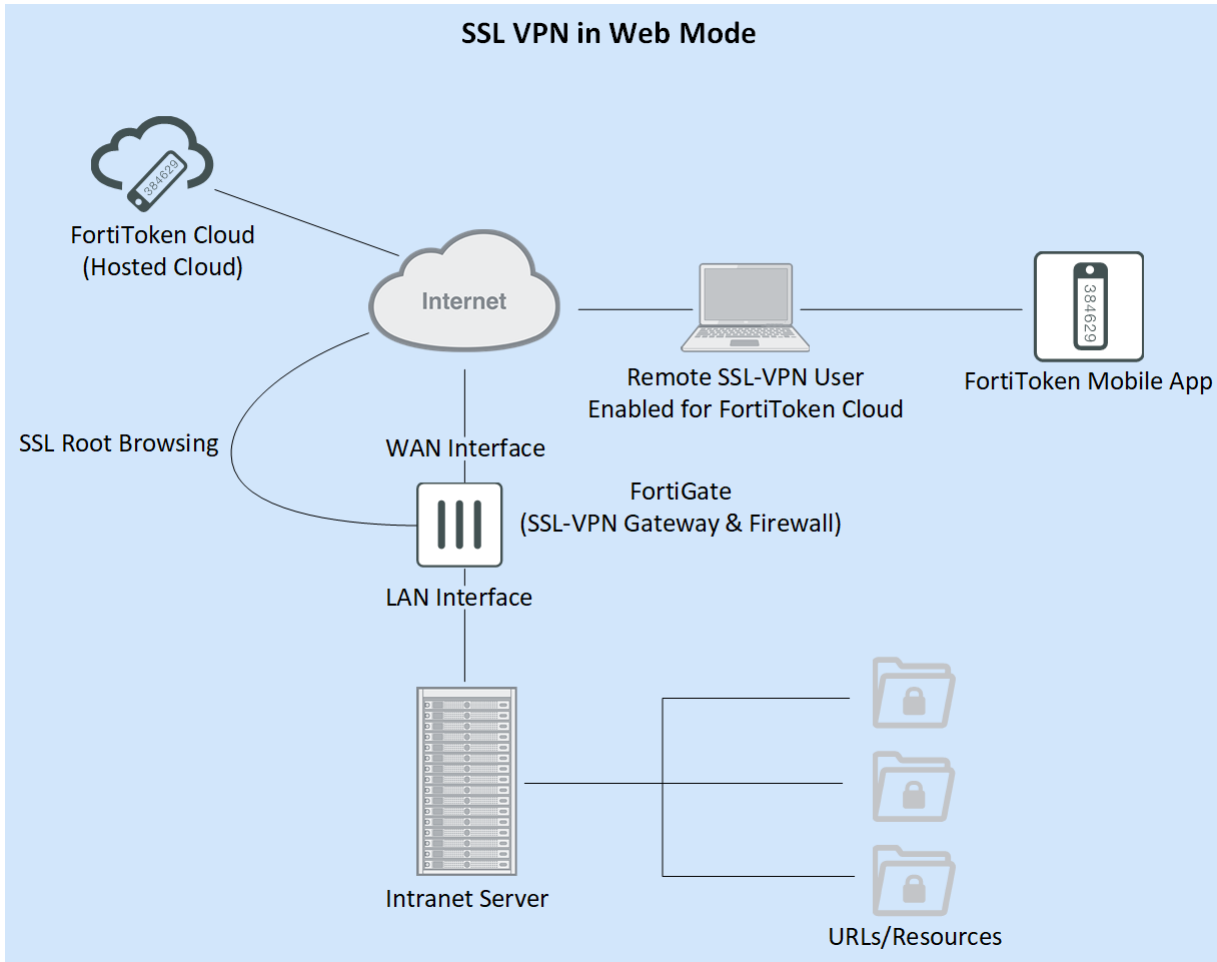 SSL VPN in Web Mode
384629
FortiToken Cloud
(Hosted Cloud)
Internet
384629
Remote SSL-VPN User
Enabled for FortiToken Cloud
FortiToken Mobile App
SSL Root Browsing
WAN Interface
FortiGate
(SSL-VPN Gateway & Firewall)
LAN Interface
Intranet Server
URLs/Resources